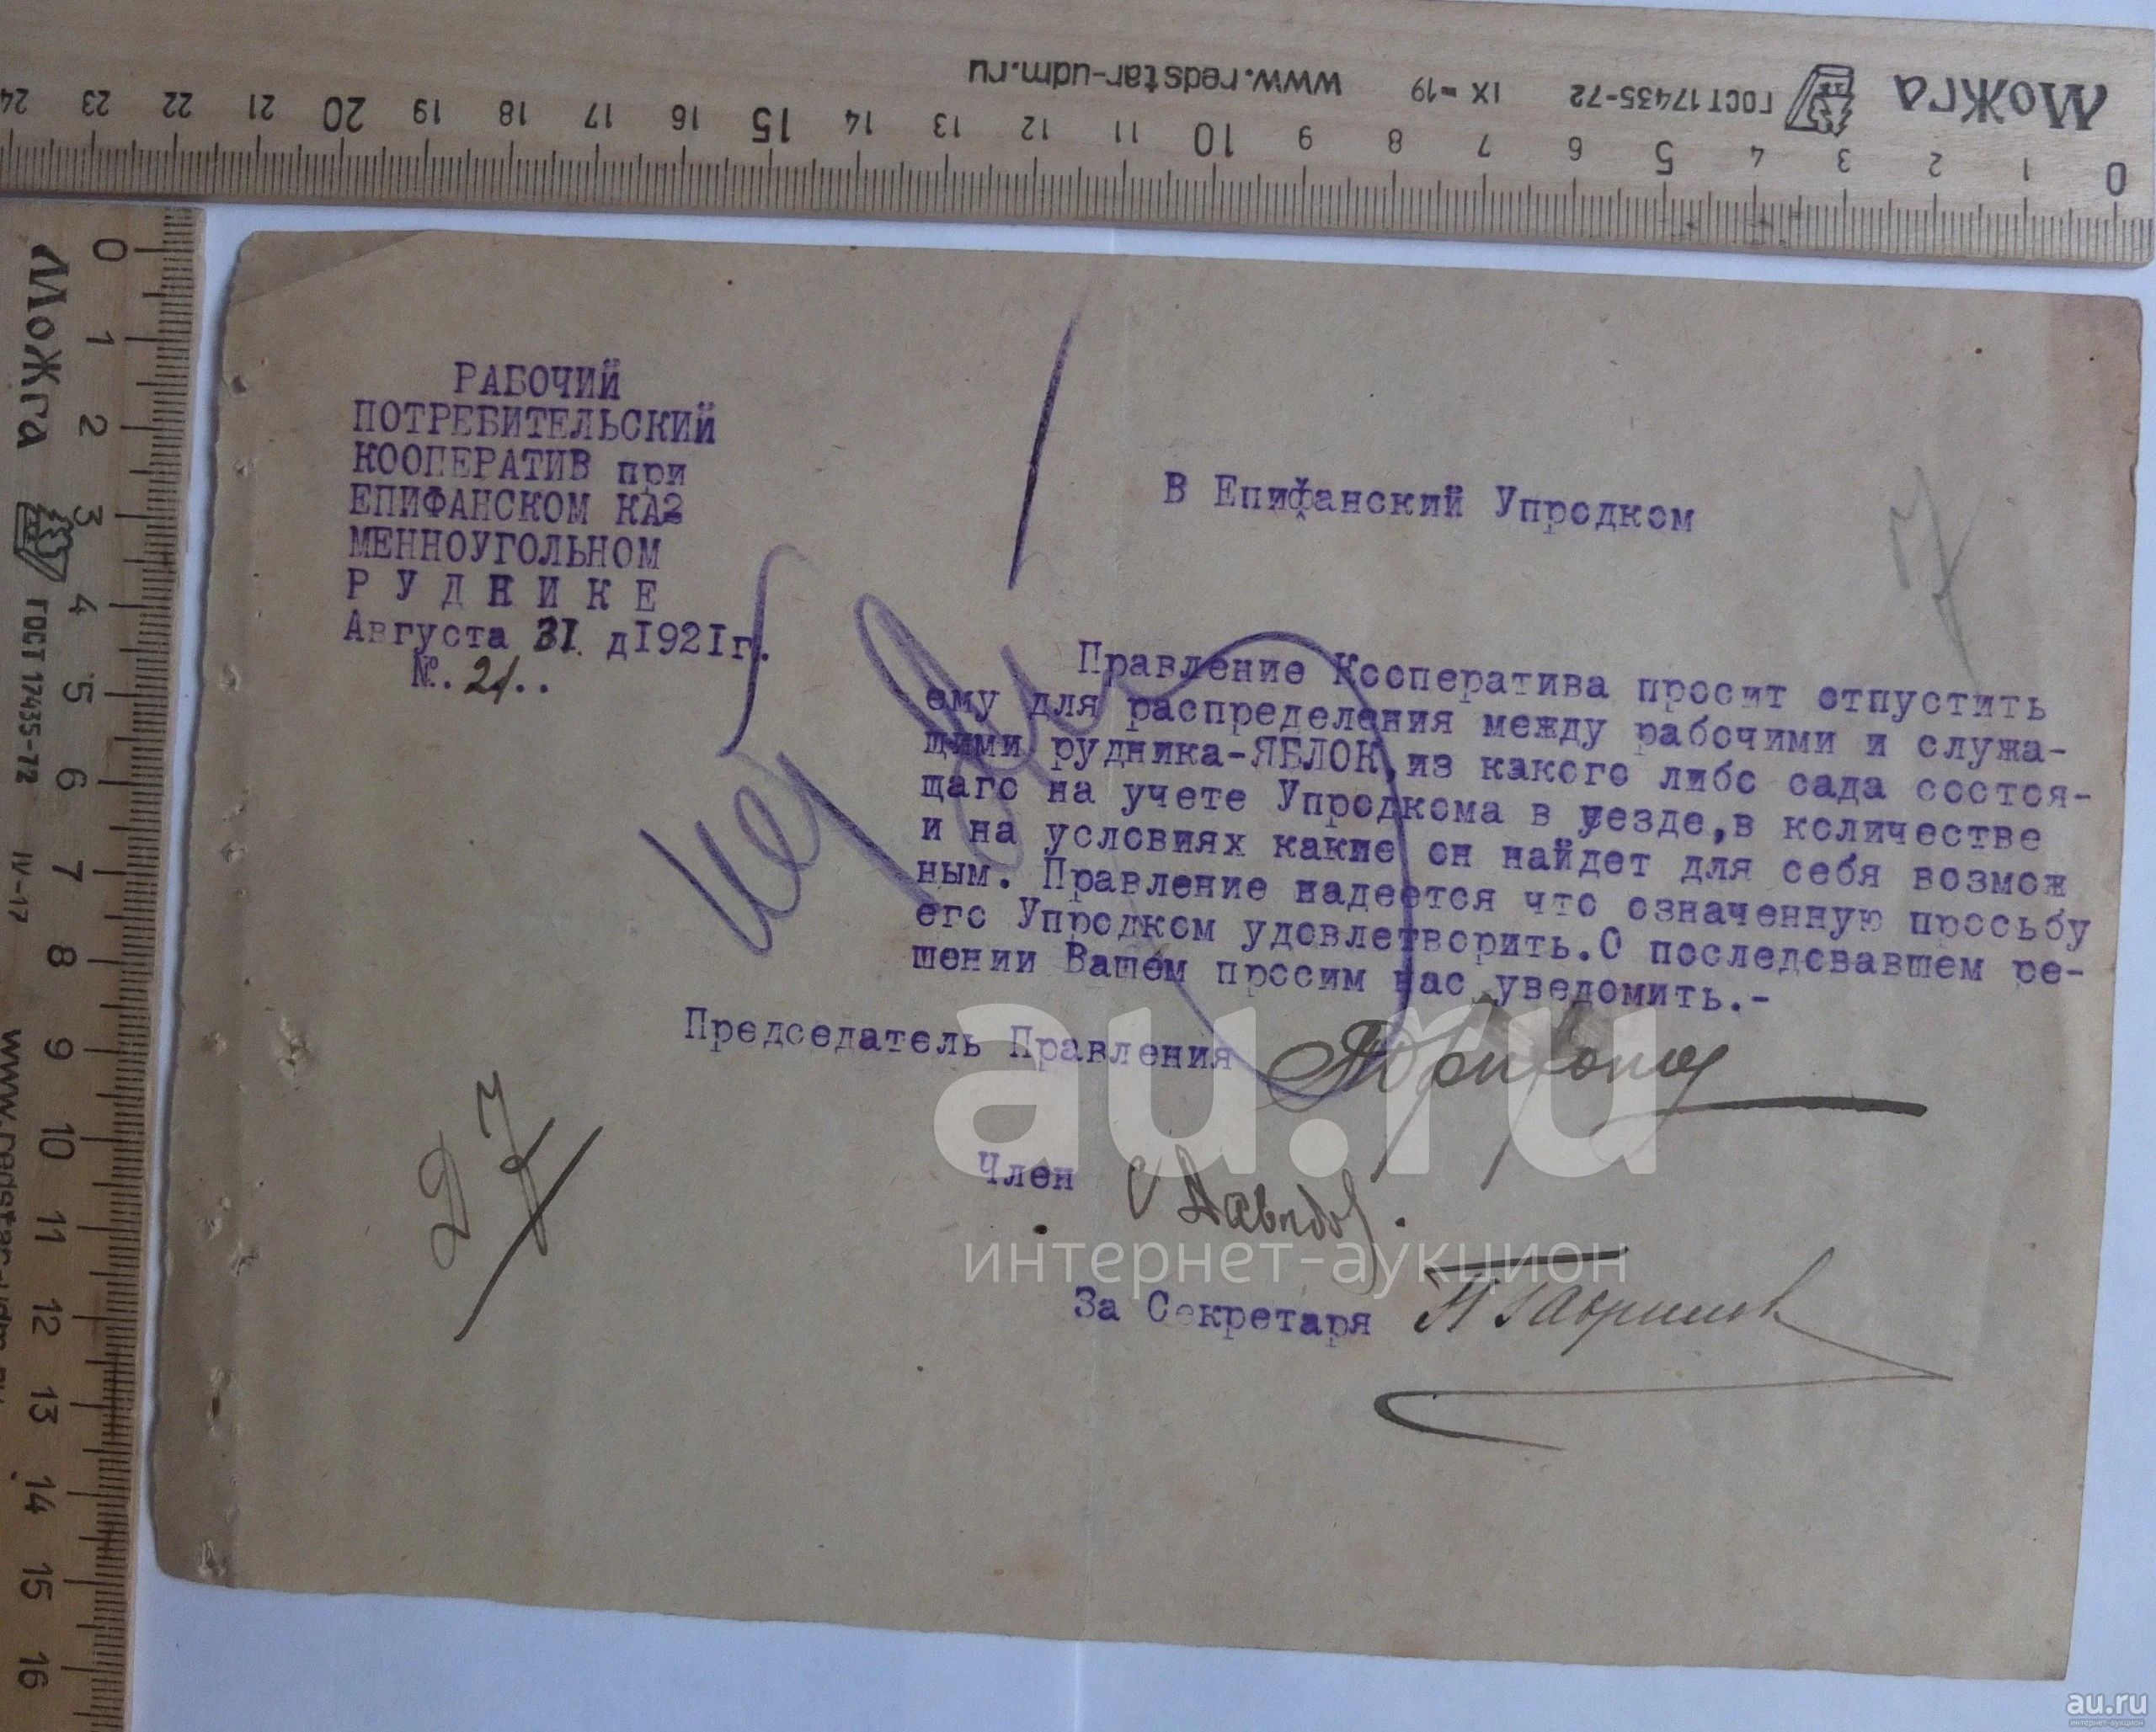 Можга
ГОСТ 17435-72
IX-19
www.redstar-udm.ru
0 1 2 3 4 5 6 7 8 9 10 11 12 13 14 15 16 17 18 19 20 21 22 23 24
Можга
ГОСТ 17435-72
IV-17
www.redstar-udm.ru
0 1 2 3 4 5 6 7 8 9 10 11 12 13 14 15 16
РАБОЧИЙ
ПОТРЕБИТЕЛЬСКИЙ
КООПЕРАТИВ при
ЕПИФАНСКОМ КА2
МЕННОУГОЛЬНОМ
Р У Д Н И К Е
Августа 31 д1921г.
№. 21..
В Епифанский Упродком
7
Правление Кооператива просит отпустить
ему для распределения между рабочими и служа-
щими рудника-ЯБЛОК,из какого либо сада состоя-
щаго на учете Упродкома в уезде,в количестве
и на условиях какие он найдет для себя возмож
ным. Правление надеется что означенную просьбу
его Упродком удовлетворить.О последовавшем ре-
шении Вашем просим нас уведомить.-
Председатель Правления
Член Давыдов.
За Секретаря Н Гаврилов
au.ru
интернет-аукцион
au.ru
интернет-аукцион